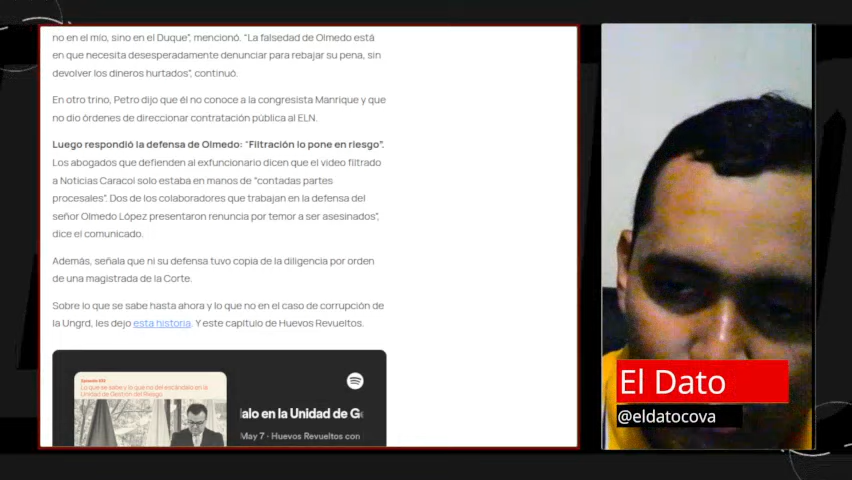 no en el mío, sino en el Duque”, mencionó. “La falsedad de Olmedo está
en que necesita desesperadamente denunciar para rebajar su pena, sin
devolver los dineros hurtados”, continuó.
En otro trino, Petro dijo que él no conoce a la congresista Manrique y que
no dio órdenes de direccionar contratación pública al ELN.
Luego respondió la defensa de Olmedo: “Filtración lo pone en riesgo”.
Los abogados que defienden al exfuncionario dicen que el video filtrado
a Noticias Caracol solo estaba en manos de “contadas partes
procesales”. Dos de los colaboradores que trabajan en la defensa del
señor Olmedo López presentaron renuncia por temor a ser asesinados”,
dice el comunicado.
Además, señala que ni su defensa tuvo copia de la diligencia por orden
de una magistrada de la Corte.
Sobre lo que se sabe hasta ahora y lo que no en el caso de corrupción de
la Ungrd, les dejo esta historia. Y este capítulo de Huevos Revueltos.
Lo que se sabe y lo que no del escándalo en la
Unidad de Gestión del Riesgo
alo en la Unidad de G
May 7 · Huevos Revueltos con
El Dato
@eldatocova